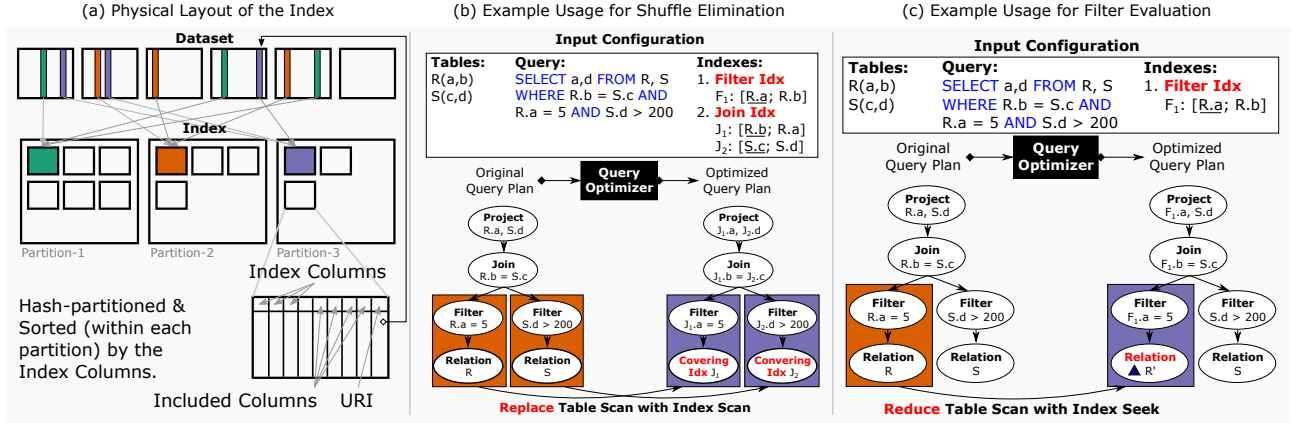 (a) Physical Layout of the Index
Dataset
Index
Partition-1
Partition-2
Partition-3
Index Columns
Hash-partitioned &
Sorted (within each
partition) by the
Index Columns.
Included Columns
URI
(b) Example Usage for Shuffle Elimination
Input Configuration
Tables:
R(a,b)
S(c,d)
Query:
SELECT a,d FROM R, S
WHERE R.b = S.c AND
R.a = 5 AND S.d > 200
Indexes:
1. Filter Idx
F₁: [R.a; R.b]
2. Join Idx
J₁: [R.b; R.a]
J₂: [S.c; S.d]
Original
Query Plan
Query
Optimizer
Optimized
Query Plan
Project
R.a, S.d
Join
R.b = S.c
Filter
R.a = 5
Filter
S.d > 200
Relation
R
Relation
S
Project
J₁.a, J₂.d
Join
J₁.b = J₂.c
Filter
J₁.a = 5
Filter
J₂.d > 200
Covering
Idx J₁
Convering
Idx J₂
Replace Table Scan with Index Scan
(c) Example Usage for Filter Evaluation
Input Configuration
Tables:
R(a,b)
S(c,d)
Query:
SELECT a,d FROM R, S
WHERE R.b = S.c AND
R.a = 5 AND S.d > 200
Indexes:
1. Filter Idx
F₁: [R.a; R.b]
Original
Query Plan
Query
Optimizer
Optimized
Query Plan
Project
R.a, S.d
Join
R.b = S.c
Filter
R.a = 5
Filter
S.d > 200
Relation
R
Relation
S
Project
F₁.a, S.d
Join
F₁.b = S.c
Filter
F₁.a = 5
Filter
S.d > 200
Relation
R'
Relation
S
Reduce Table Scan with Index Seek